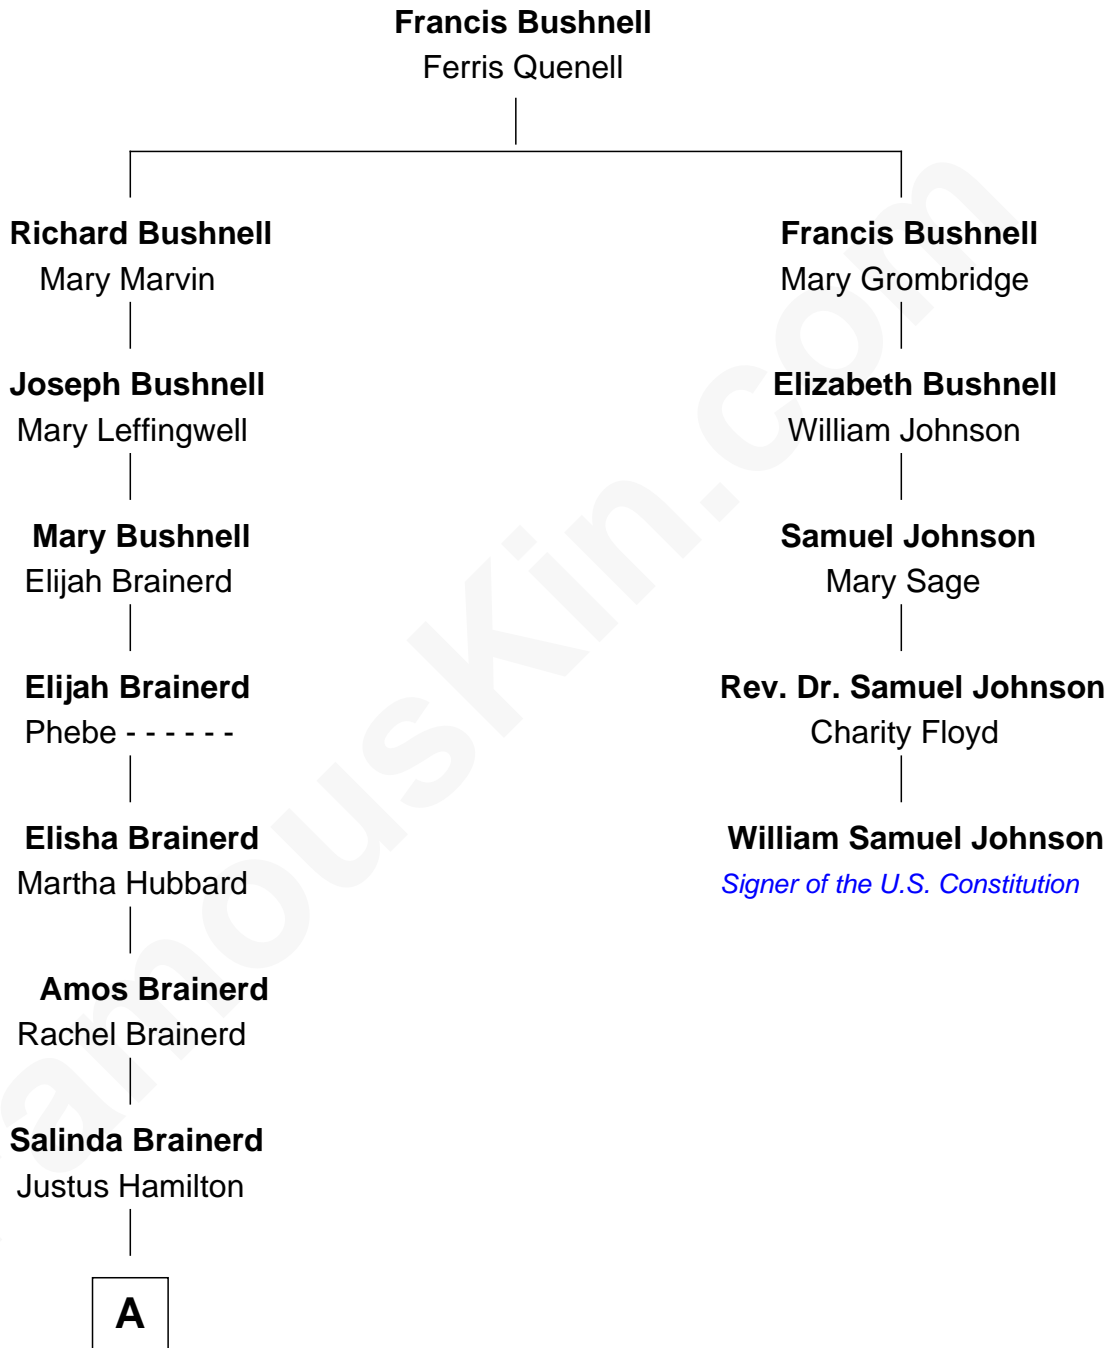 Francis Bushnell
Ferris Quenell
Richard Bushnell
Mary Marvin
Francis Bushnell
Mary Grombridge
Joseph Bushnell
Mary Leffingwell
Elizabeth Bushnell
William Johnson
Mary Bushnell
Elijah Brainerd
Samuel Johnson
Mary Sage
Elijah Brainerd
Phebe - - - - - -
Rev. Dr. Samuel Johnson
Charity Floyd
Elisha Brainerd
Martha Hubbard
William Samuel Johnson
Signer of the U.S. Constitution
Amos Brainerd
Rachel Brainerd
Salinda Brainerd
Justus Hamilton
A
amousKin.com